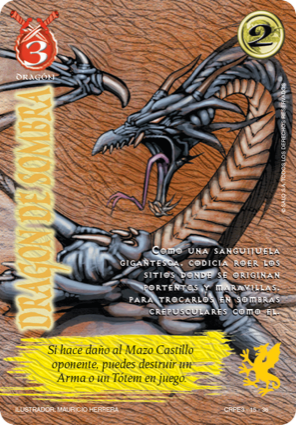 3
2
DRAGÓN
DRAGÓN DE SOMBRA
COMO UNA SANGUIJUELA
GIGANTESCA, CODICIA ROER LOS
SITIOS DONDE SE ORIGINAN
PORTENTOS Y MARAVILLAS,
PARA TROCARLOS EN SOMBRAS
CREPUSCULARES COMO ÉL.
Si hace daño al Mazo Castillo
oponente, puedes destruir un
Arma o un Tótem en juego.
ILUSTRADOR: MAURICIO HERRERA